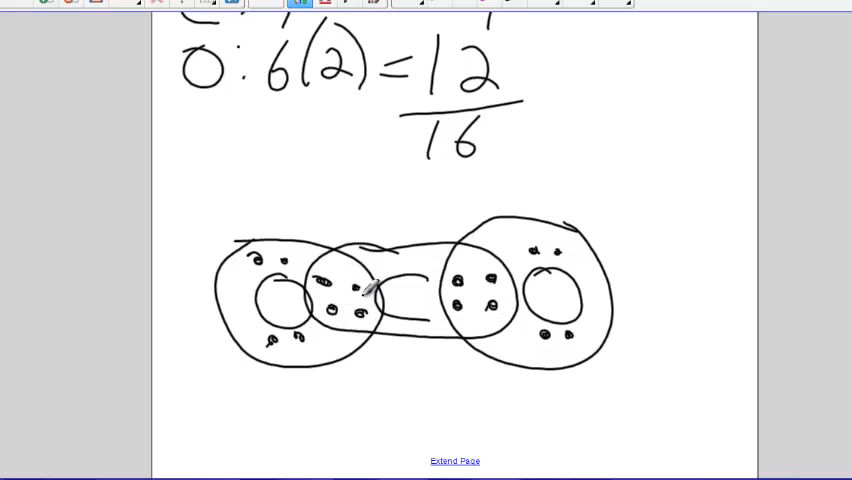 O: 6(2) = 12
16
O C O
Extend Page